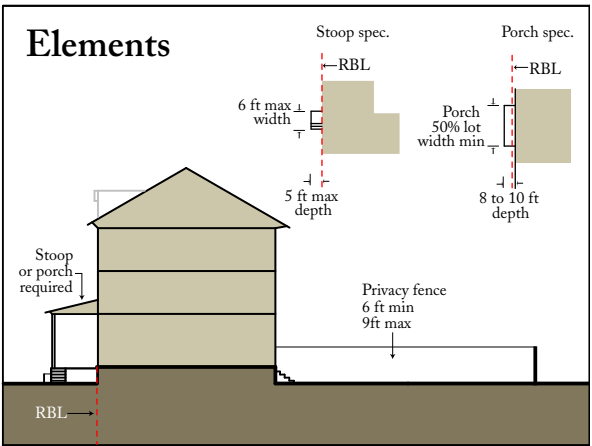 Elements
Stoop spec.
RBL
6 ft max
width
5 ft max
depth
Porch spec.
RBL
Porch
50% lot
width min
8 to 10 ft
depth
Stoop
or porch
required
Privacy fence
6 ft min
9ft max
RBL